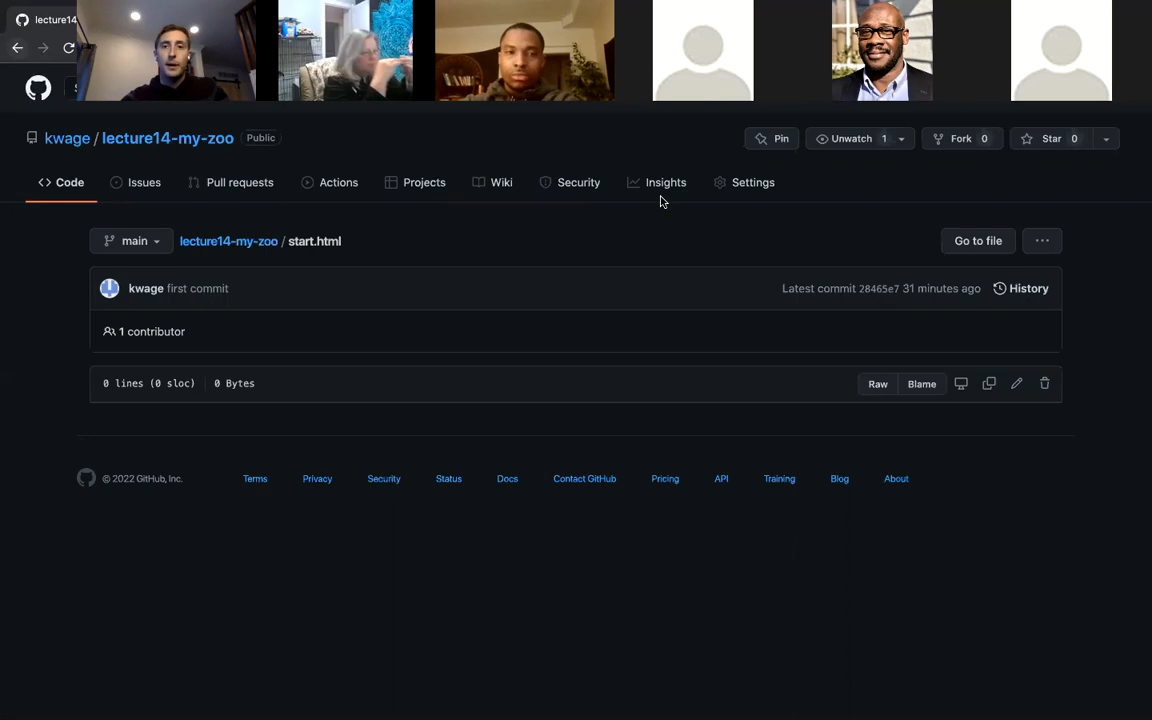 lecture14
kwage / lecture14-my-zoo Public
Pin Unwatch 1 Fork 0 Star 0
Code Issues Pull requests Actions Projects Wiki Security Insights Settings
main lecture14-my-zoo / start.html Go to file ...
kwage first commit Latest commit 28465e7 31 minutes ago History
1 contributor
0 lines (0 sloc) 0 Bytes Raw Blame
© 2022 GitHub, Inc. Terms Privacy Security Status Docs Contact GitHub Pricing API Training Blog About